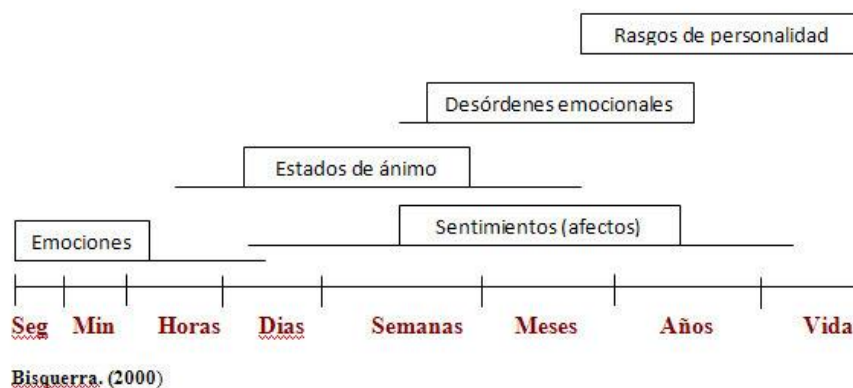 Rasgos de personalidad
Desórdenes emocionales
Estados de ánimo
Sentimientos (afectos)
Emociones
Seg Min Horas Dias Semanas Meses Años Vida
Bisquerra. (2000)